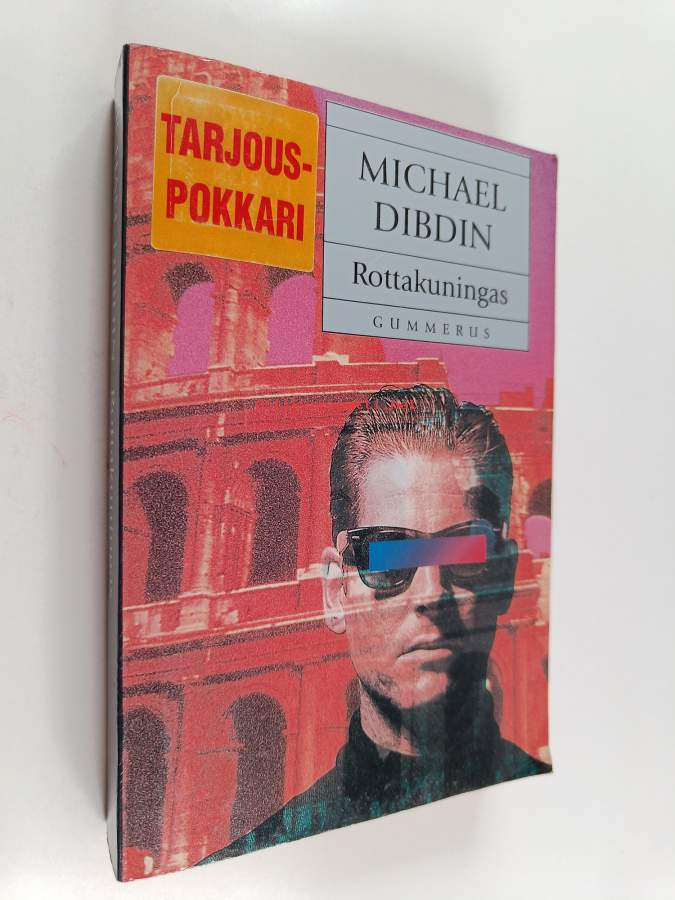 TARJOUS-
POKKARI
MICHAEL
DIBDIN
Rottakuningas
GUMMERUS